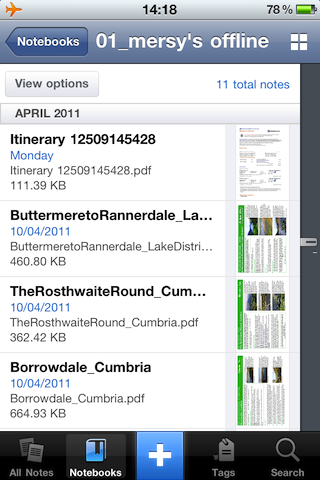 14:18 78 %
Notebooks 01_mersy's offline
View options 11 total notes
APRIL 2011
Itinerary 12509145428
Monday
Itinerary 12509145428.pdf
111.39 KB
ButtermeretoRannerdale_La...
10/04/2011
ButtermeretoRannerdale_LakeDistri...
460.80 KB
TheRosthwaiteRound_Cum...
10/04/2011
TheRosthwaiteRound_Cumbria.pdf
362.42 KB
Borrowdale_Cumbria
10/04/2011
Borrowdale_Cumbria.pdf
664.93 KB
All Notes Notebooks Tags Search